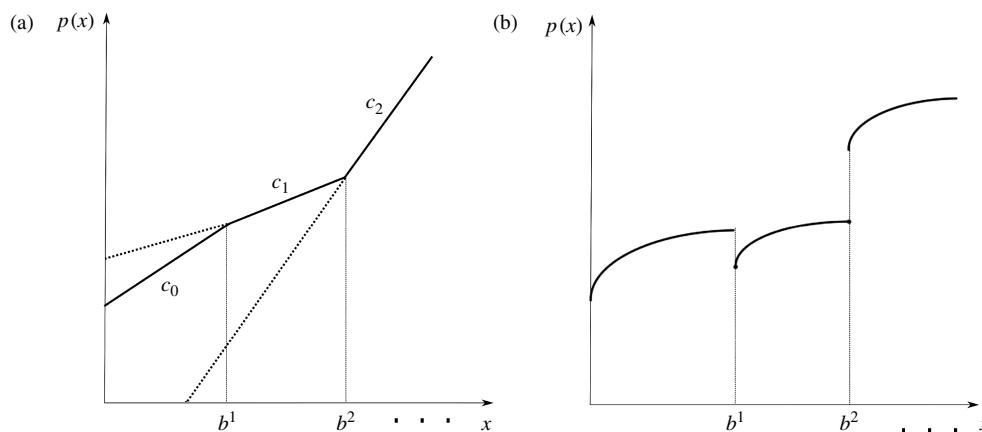 (a) p(x)
c₂
c₁
c₀
b¹ b² . . . x
(b) p(x)
b¹ b² . . .